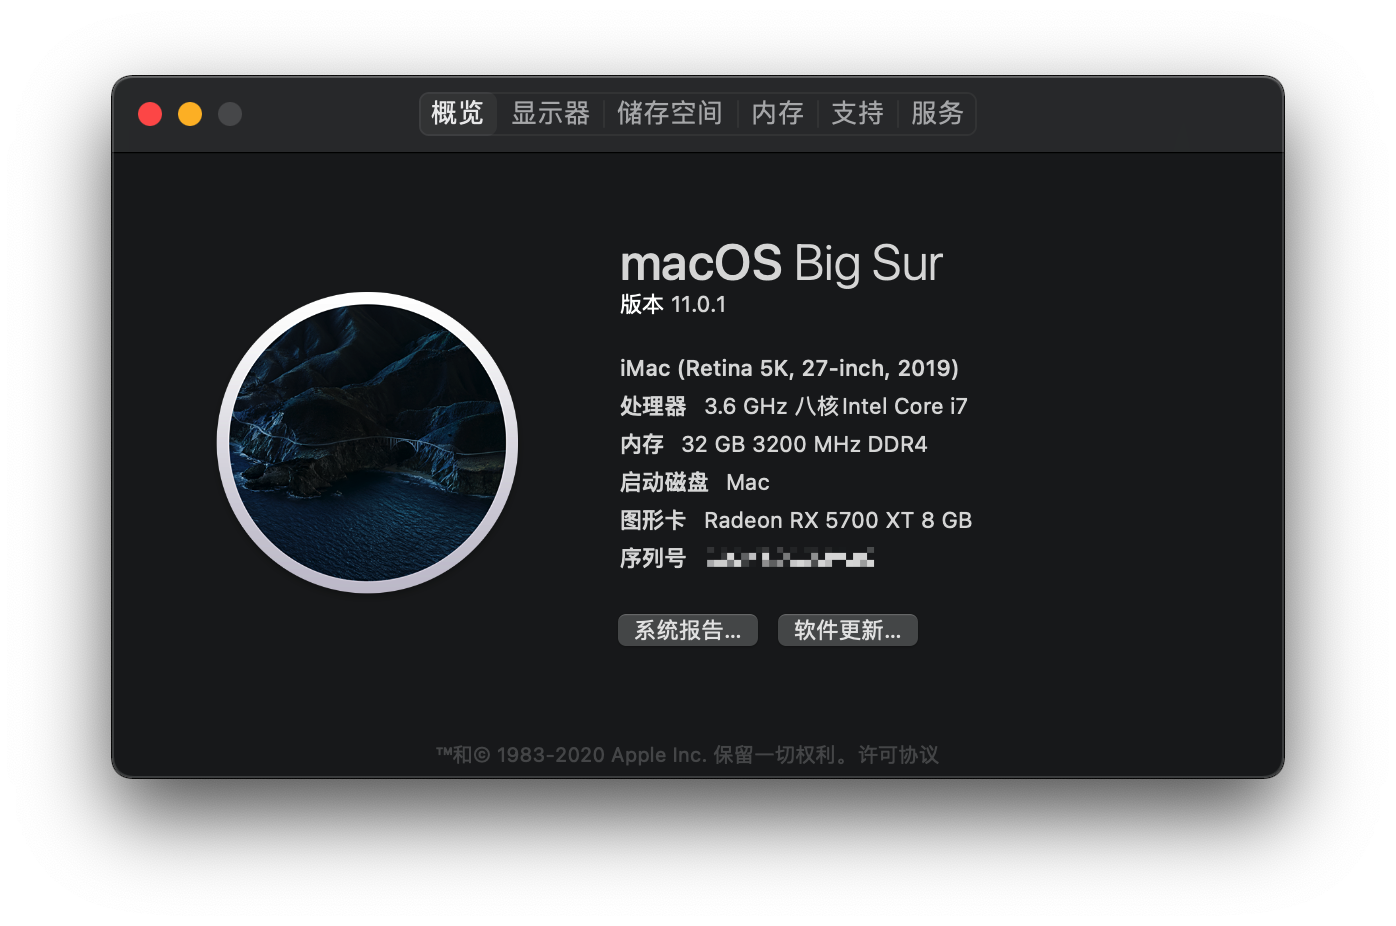 概览 显示器 储存空间 内存 支持 服务
macOS Big Sur
版本 11.0.1
iMac (Retina 5K, 27-inch, 2019)
处理器 3.6 GHz 八核Intel Core i7
内存 32 GB 3200 MHz DDR4
启动磁盘 Mac
图形卡 Radeon RX 5700 XT 8 GB
序列号
系统报告... 软件更新...
™和© 1983-2020 Apple Inc. 保留一切权利。许可协议